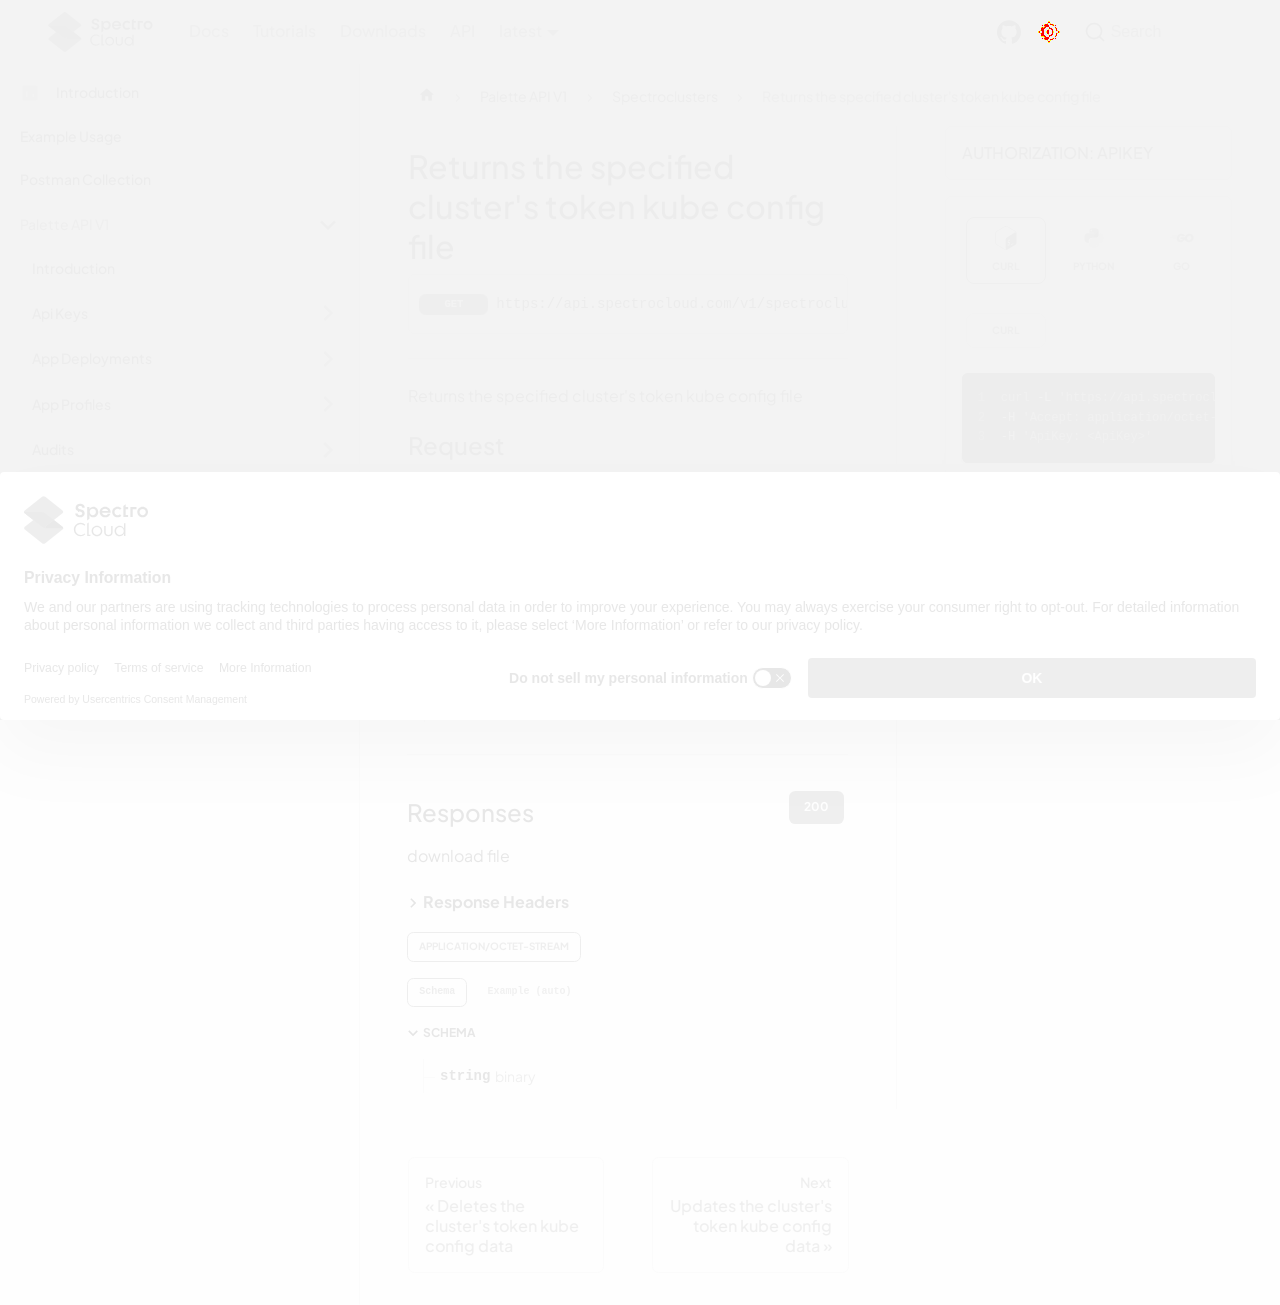 Spectro
Cloud
Docs Tutorials Downloads API latest
Search
Introduction
Example Usage
Postman Collection
Palette API V1
Introduction
Api Keys
App Deployments
App Profiles
Audits
Palette API V1
Spectroclusters
Returns the specified cluster's token kube config file
Returns the specified
cluster's token kube config
file
GET https://api.spectrocloud.com/v1/spectroclu
Returns the specified cluster's token kube config file
Request
AUTHORIZATION: APIKEY
CURL PYTHON GO
CURL
Spectro
Cloud
Privacy Information
We and our partners are using tracking technologies to process personal data in order to improve your experience. You may always exercise your consumer right to opt-out. For detailed information
about personal information we collect and third parties having access to it, please select 'More Information' or refer to our privacy policy.
Privacy policy Terms of service More Information
Powered by Usercentrics Consent Management
Do not sell my personal information
OK
Responses
200
download file
Response Headers
APPLICATION/OCTET-STREAM
Schema Example (auto)
SCHEMA
string binary
Previous
« Deletes the
cluster's token kube
config data
Next
Updates the cluster's
token kube config
data »